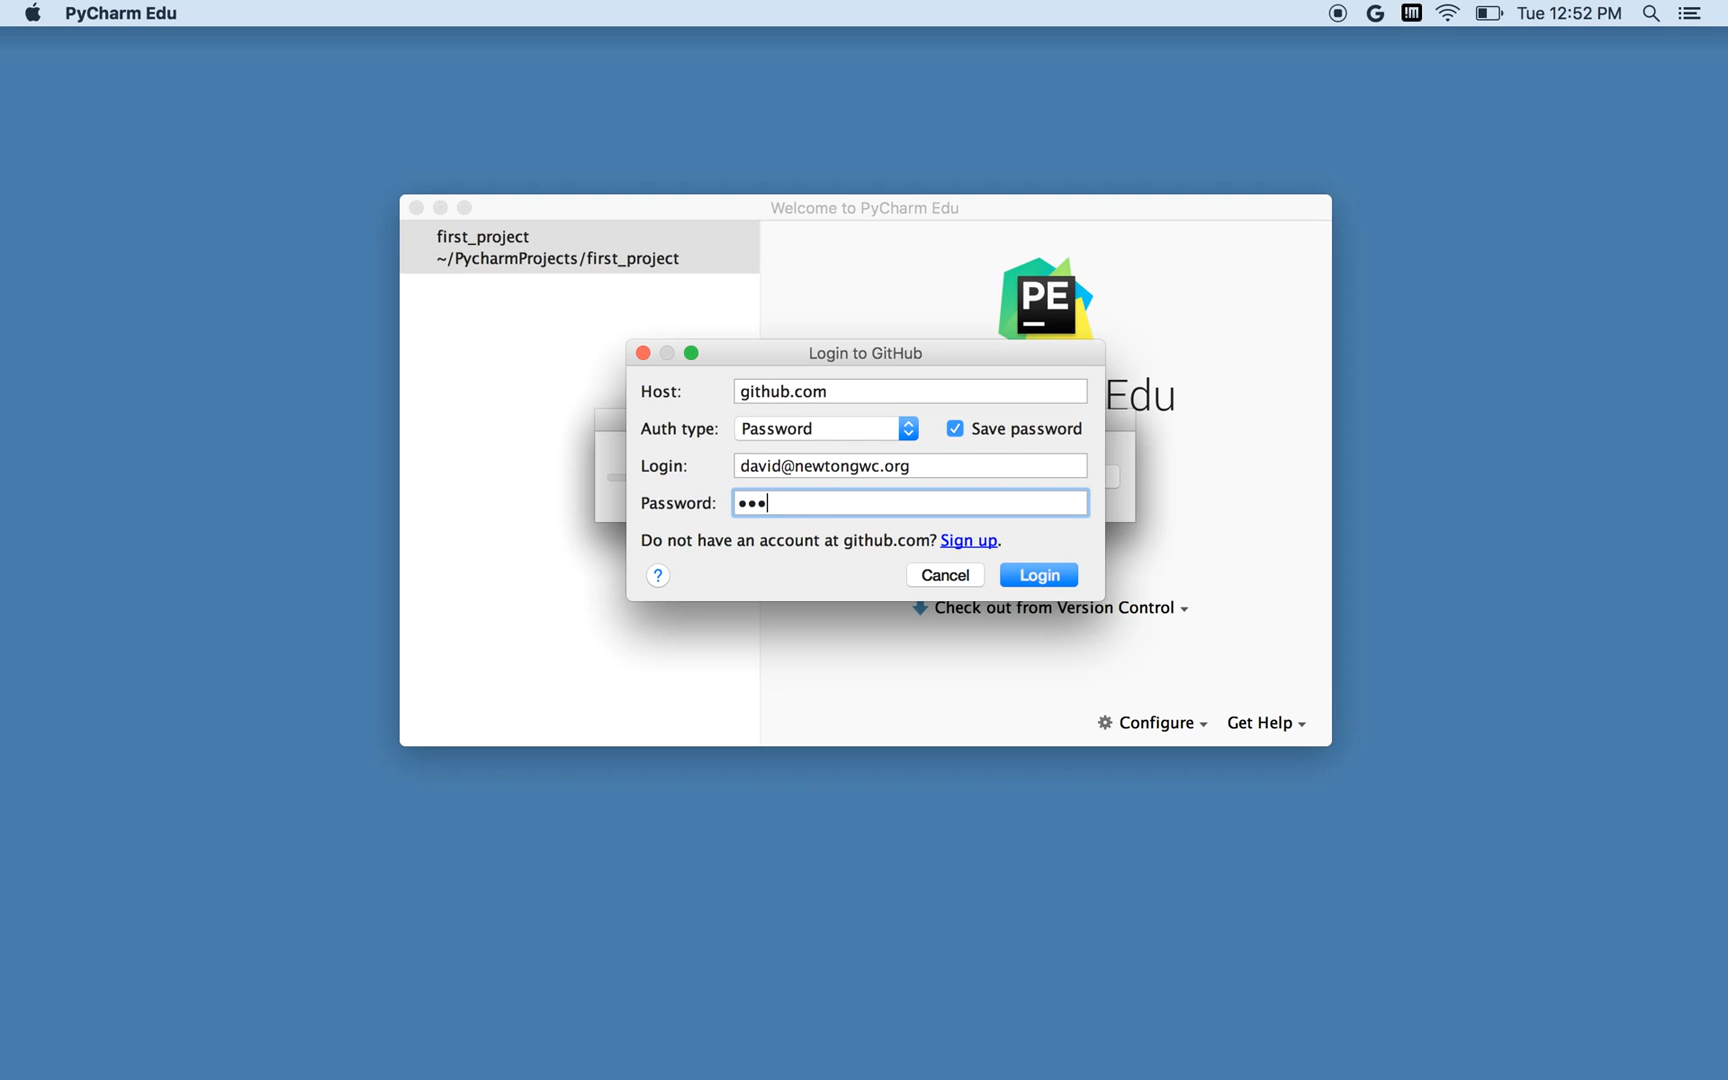 PyCharm Edu
G
!M
Tue 12:52 PM
Welcome to PyCharm Edu
first_project
~/PycharmProjects/first_project
PE
Edu
Login to GitHub
Host: github.com
Auth type: Password Save password
Login: david@newtongwc.org
Password: •••
Do not have an account at github.com? Sign up.
? Cancel Login
Check out from Version Control
Configure Get Help